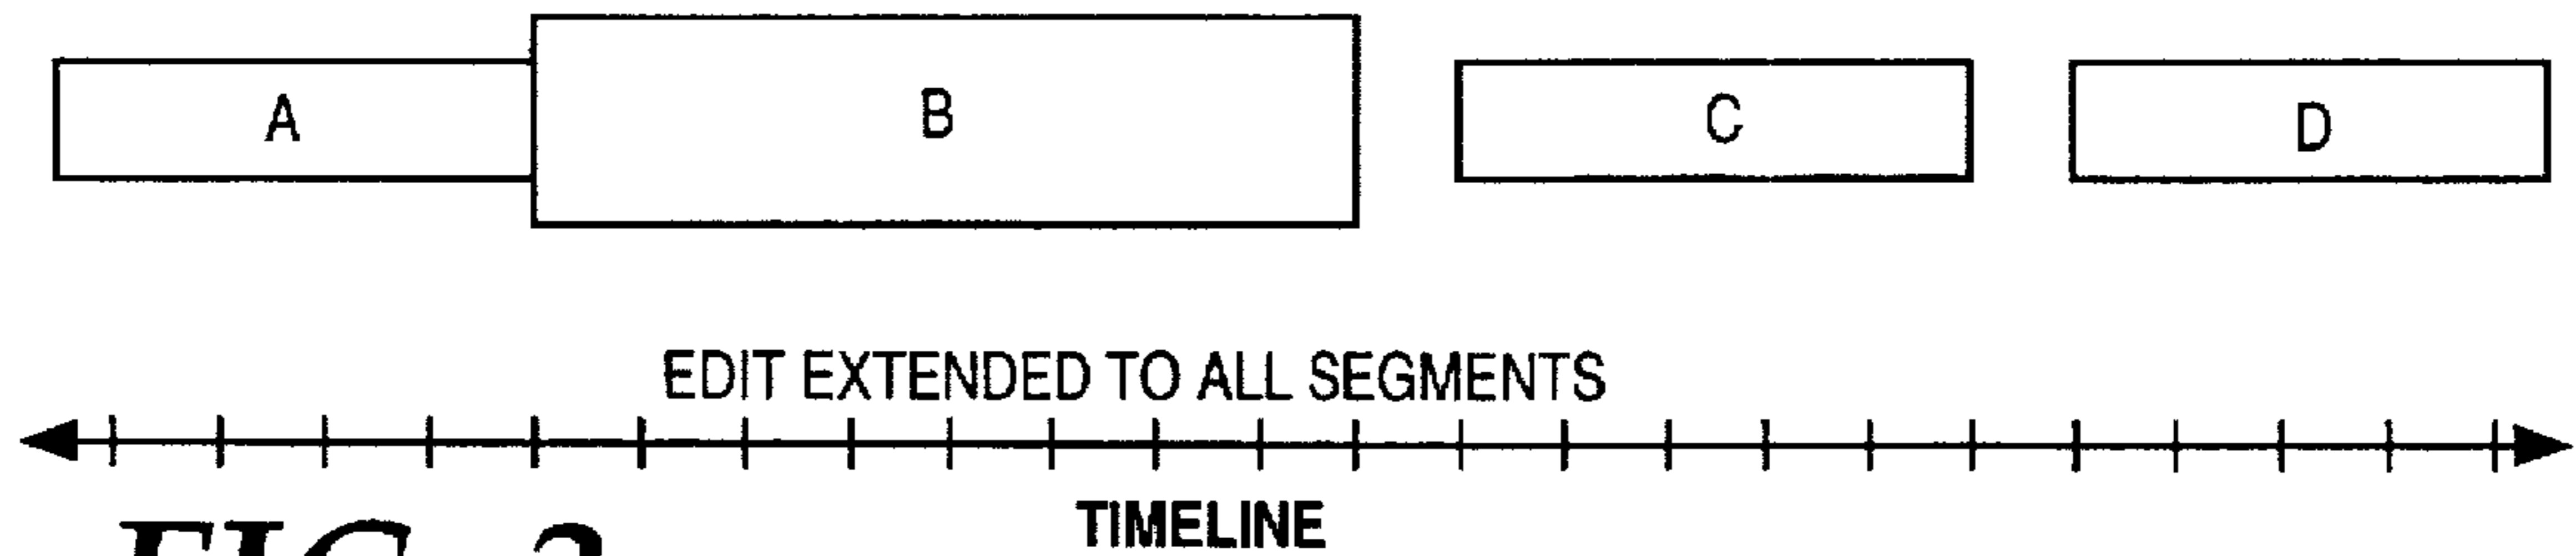 A B C D
EDIT EXTENDED TO ALL SEGMENTS
TIMELINE